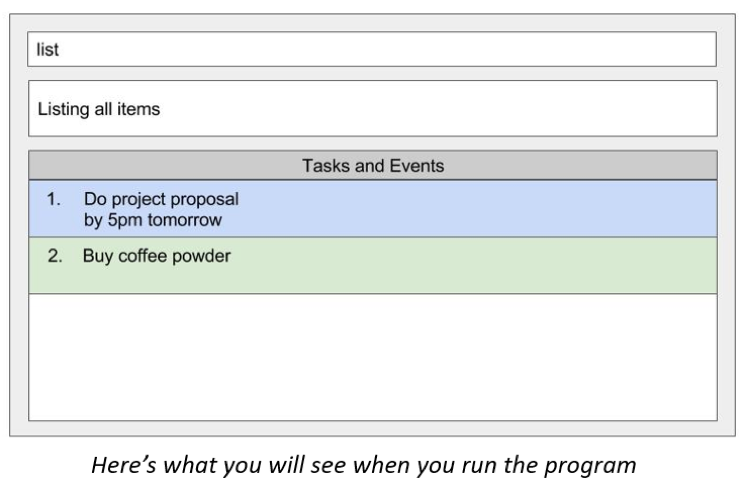 list
Listing all items
Tasks and Events
1. Do project proposal
by 5pm tomorrow
2. Buy coffee powder
Here’s what you will see when you run the program